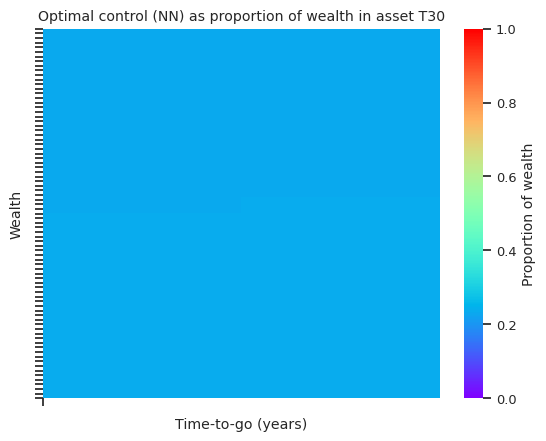 Optimal control (NN) as proportion of wealth in asset T30
Wealth
Time-to-go (years)
1.0
0.8
0.6
0.4
0.2
0.0
Proportion of wealth